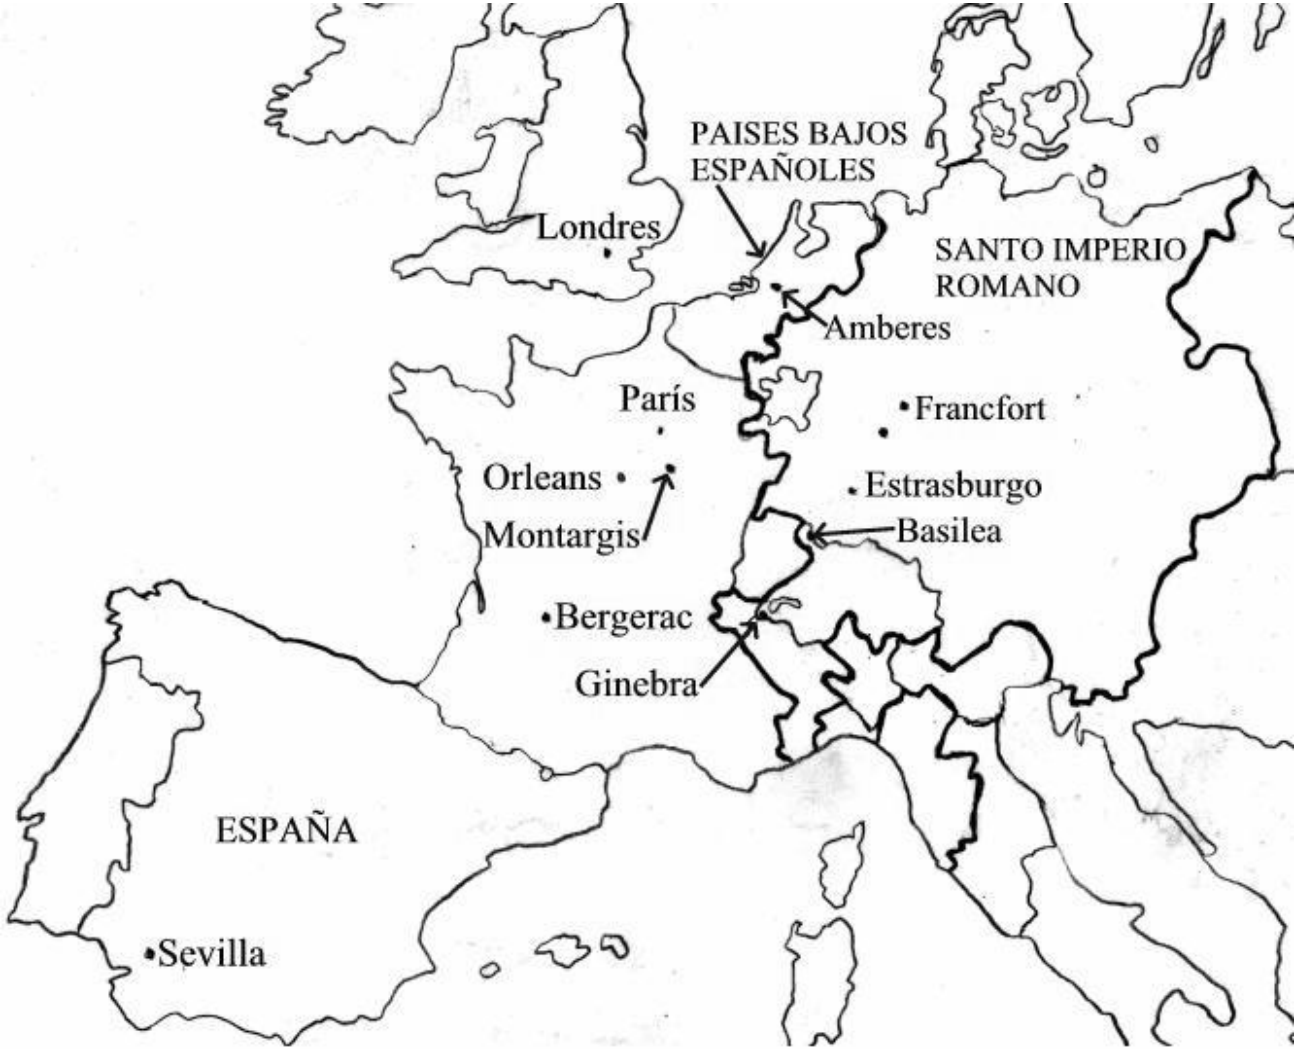 PAISES BAJOS
ESPAÑOLES
Londres
SANTO IMPERIO
ROMANO
Amberes
París
Francfort
Orleans
Estrasburgo
Montargis
Basilea
Bergerac
Ginebra
ESPAÑA
Sevilla